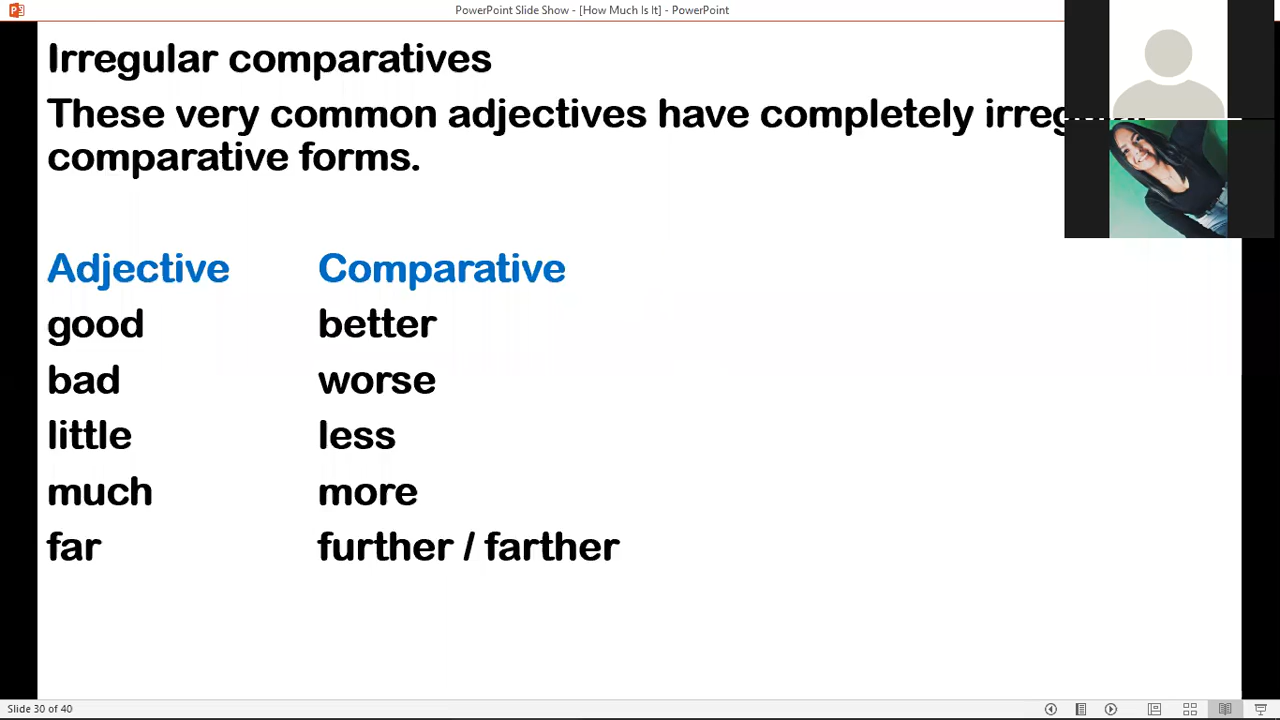 PowerPoint Slide Show - [How Much Is It] - PowerPoint
Irregular comparatives
These very common adjectives have completely
comparative forms.
Adjective Comparative
good better
bad worse
little less
much more
far further / farther
Slide 30 of 40